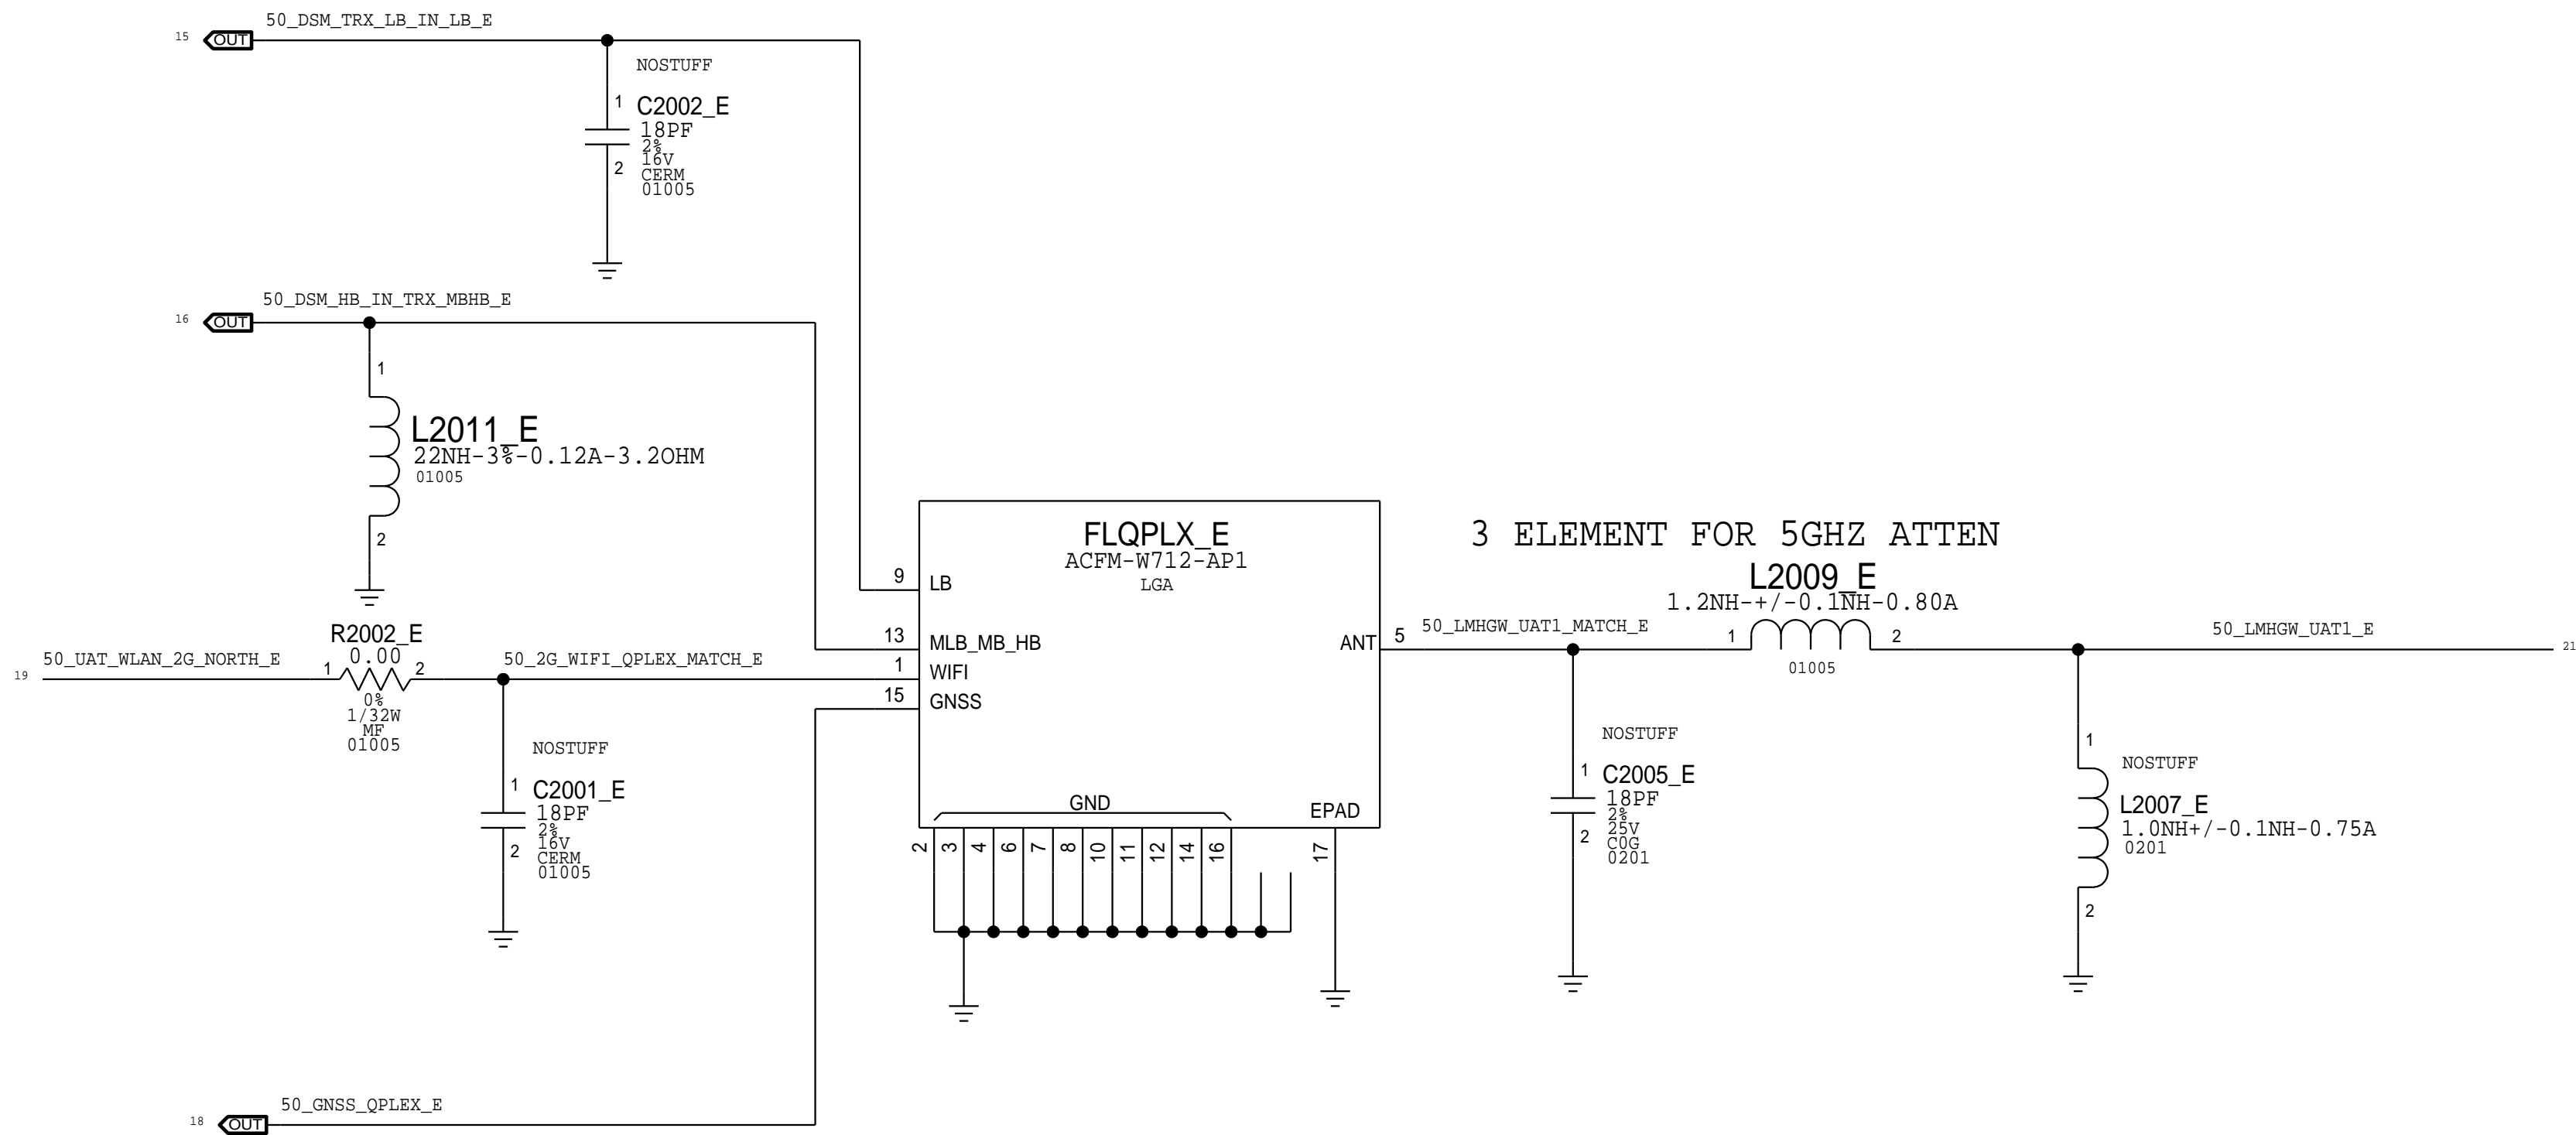 50_DSM_TRX_LB_IN_LB_E
15 OUT
NOSTUFF
1 C2002_E
18PF
2%
16V
2
CERM
01005
50_DSM_HB_IN_TRX_MBHB_E
16 OUT
1
L2011_E
22NH-3%-0.12A-3.2OHM
01005
2
R2002_E
0.00
50_UAT_WLAN_2G_NORTH_E
19
1 2
0%
1/32W
MF
01005
50_2G_WIFI_QPLEX_MATCH_E
NOSTUFF
1 C2001_E
18PF
2%
16V
2
CERM
01005
FLQPLX_E
ACFM-W712-AP1
LGA
9 LB
13 MLB_MB_HB
1 WIFI
15 GNSS
ANT 5
GND
EPAD
2 3 4 6 7 8 10 11 12 14 16 17
3 ELEMENT FOR 5GHZ ATTEN
L2009_E
1.2NH-+/-0.1NH-0.80A
50_LMHGW_UAT1_MATCH_E
1 2
01005
50_LMHGW_UAT1_E
21
NOSTUFF
1 C2005_E
18PF
2%
25V
2
C0G
0201
1
NOSTUFF
L2007_E
1.0NH+/-0.1NH-0.75A
0201
2
50_GNSS_QPLEX_E
18 OUT